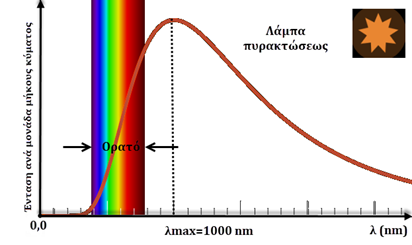 Λάμπα
πυρακτώσεως
Ένταση ανά μονάδα μήκους κύματος
Ορατό
0,0
λmax=1000 nm
λ (nm)